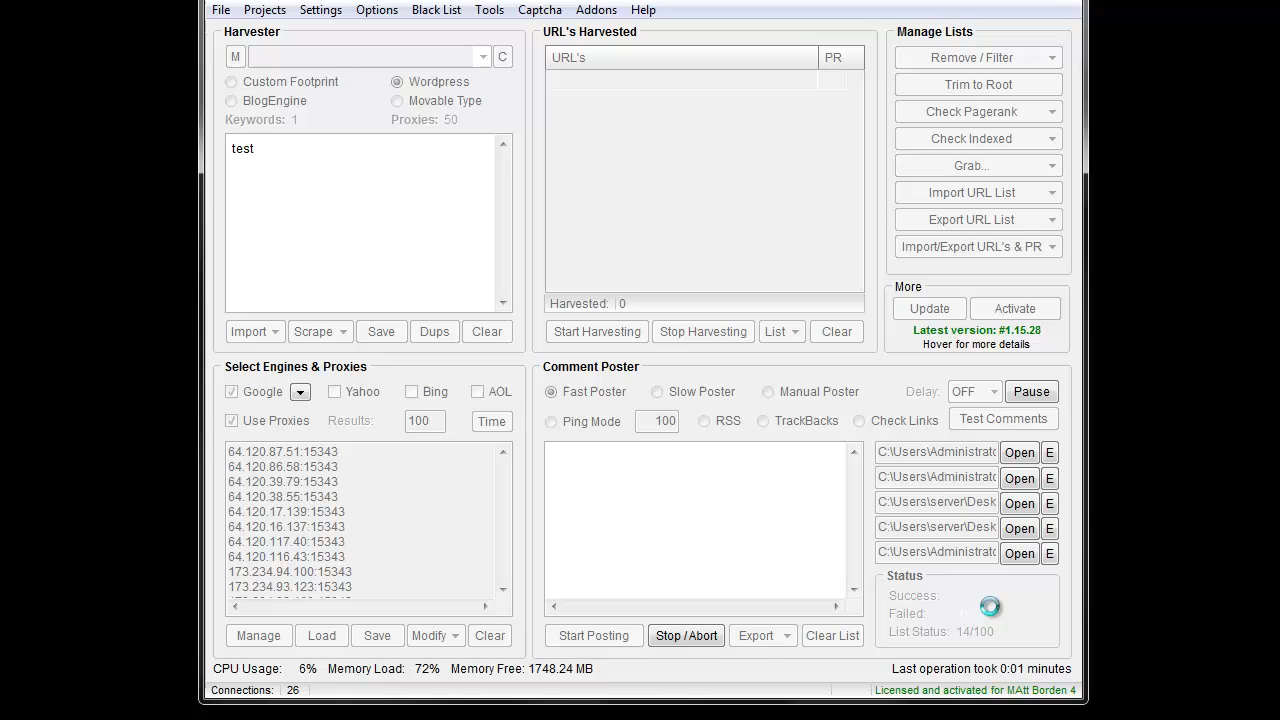 File Projects Settings Options Black List Tools Captcha Addons Help
Harvester
M C
Custom Footprint Wordpress
BlogEngine Movable Type
Keywords: 1 Proxies: 50
test
Import Scrape Save Dups Clear
URL's Harvested
URL's PR
Harvested: 0
Start Harvesting Stop Harvesting List Clear
Manage Lists
Remove / Filter
Trim to Root
Check Pagerank
Check Indexed
Grab...
Import URL List
Export URL List
Import/Export URL's & PR
More
Update Activate
Latest version: #1.15.28
Hover for more details
Select Engines & Proxies
Google Yahoo Bing AOL
Use Proxies Results: 100 Time
64.120.87.51:15343
64.120.86.58:15343
64.120.39.79:15343
64.120.38.55:15343
64.120.17.139:15343
64.120.16.137:15343
64.120.117.40:15343
64.120.116.43:15343
173.234.94.100:15343
173.234.93.123:15343
Manage Load Save Modify Clear
Comment Poster
Fast Poster Slow Poster Manual Poster Delay: OFF Pause
Ping Mode 100 RSS TrackBacks Check Links Test Comments
C:\Users\Administrato Open E
C:\Users\Administrato Open E
C:\Users\server\Desk Open E
C:\Users\server\Desk Open E
C:\Users\Administrato Open E
Status
Success:
Failed:
List Status: 14/100
Start Posting Stop / Abort Export Clear List
CPU Usage: 6% Memory Load: 72% Memory Free: 1748.24 MB Last operation took 0:01 minutes
Connections: 26 Licensed and activated for MAtt Borden 4